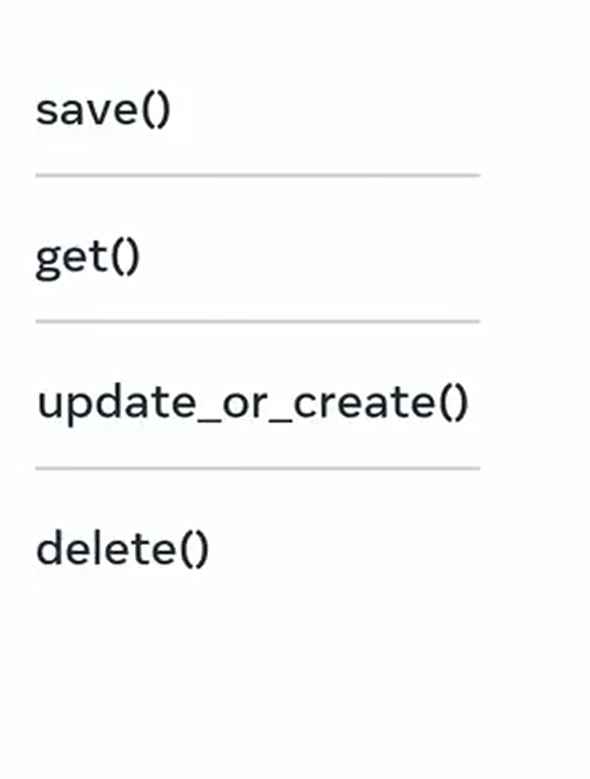 save()
get()
update_or_create()
delete()